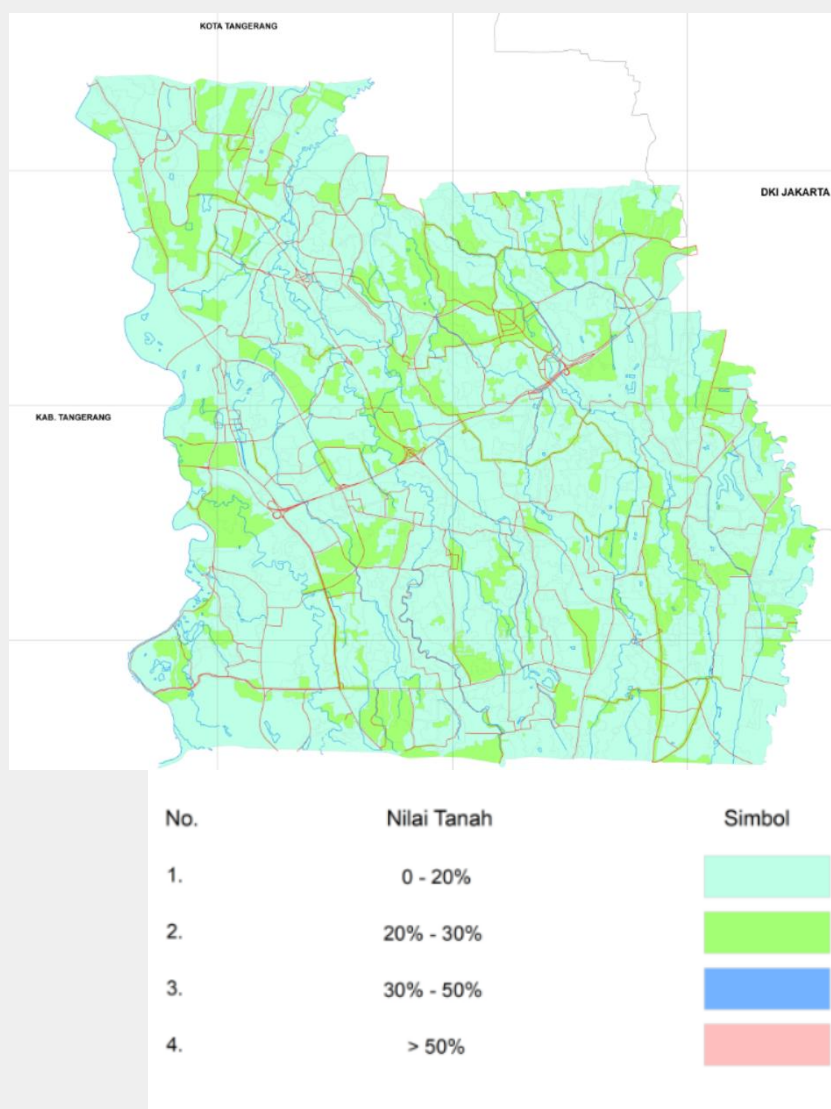 KOTA TANGERANG
DKI JAKARTA
KAB. TANGERANG
No. Nilai Tanah Simbol
1. 0 - 20%
2. 20% - 30%
3. 30% - 50%
4. > 50%